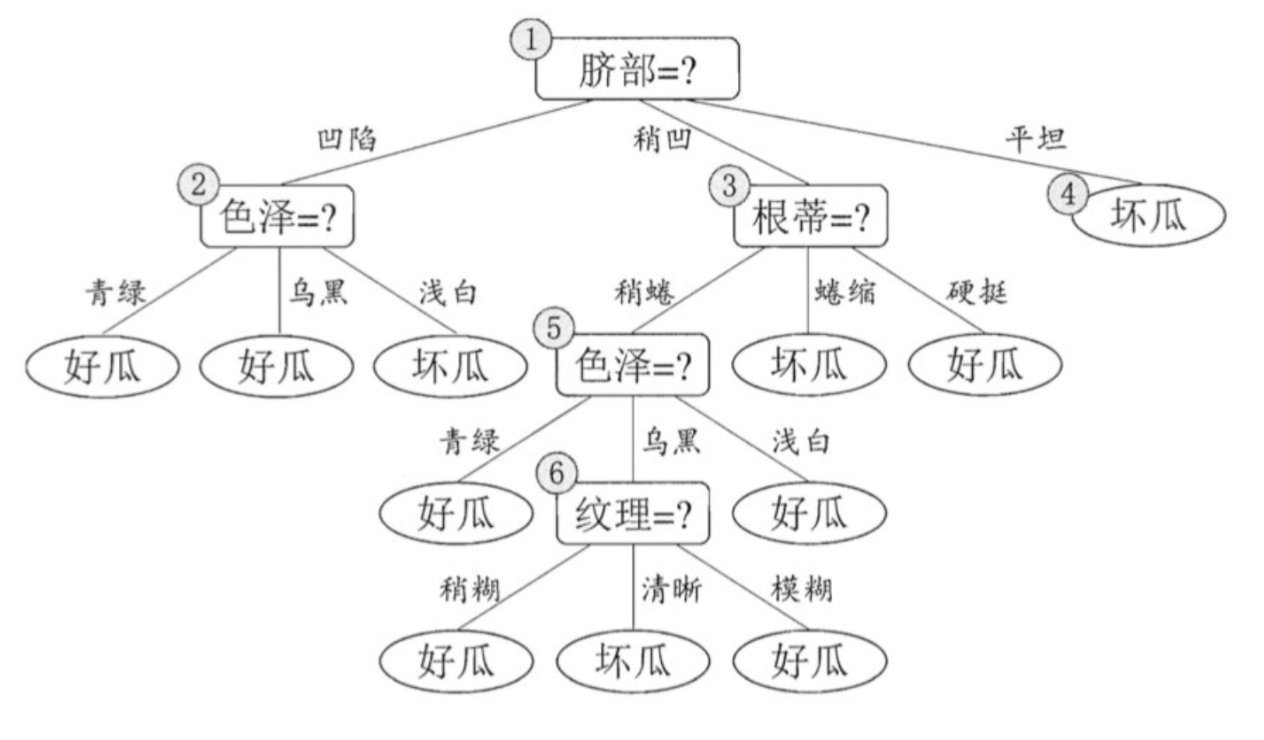 1
脐部=?
凹陷 稍凹 平坦
2 3 4
色泽=? 根蒂=? 坏瓜
青绿 乌黑 浅白 稍蜷 蜷缩 硬挺
5
好瓜 好瓜 坏瓜 色泽=? 坏瓜 好瓜
青绿 乌黑 浅白
6
好瓜 纹理=? 好瓜
稍糊 清晰 模糊
好瓜 坏瓜 好瓜